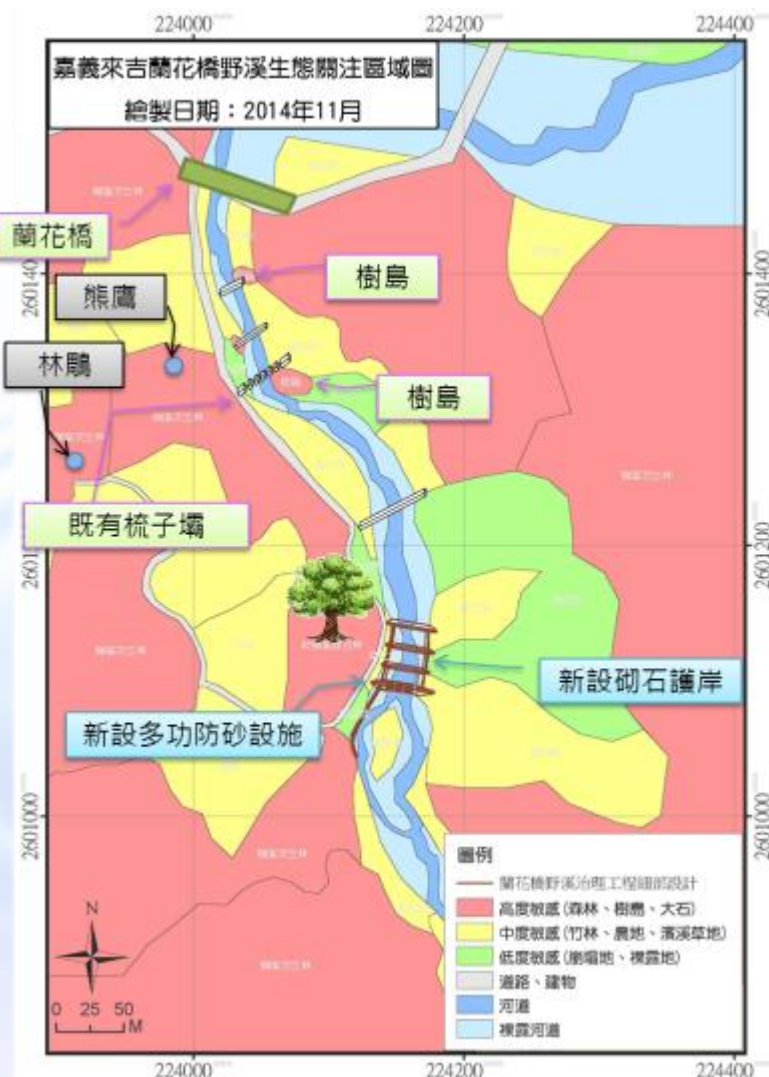 224000
224200
224400
嘉義來吉蘭花橋野溪生態關注區域圖
繪製日期：2014年11月
蘭花橋
樹島
熊鷹
林鵰
樹島
既有梳子壩
新設砌石護岸
新設多功防砂設施
2601400
2601400
2601200
2601000
2601000
圖例
蘭花橋野溪治理工程細部設計
高度敏感(森林、樹島、大石)
中度敏感(竹林、農地、濱溪草地)
低度敏感(崩塌地、裸露地)
道路、建物
河道
裸露河道
N
0 25 50
M
224000
224200
224400